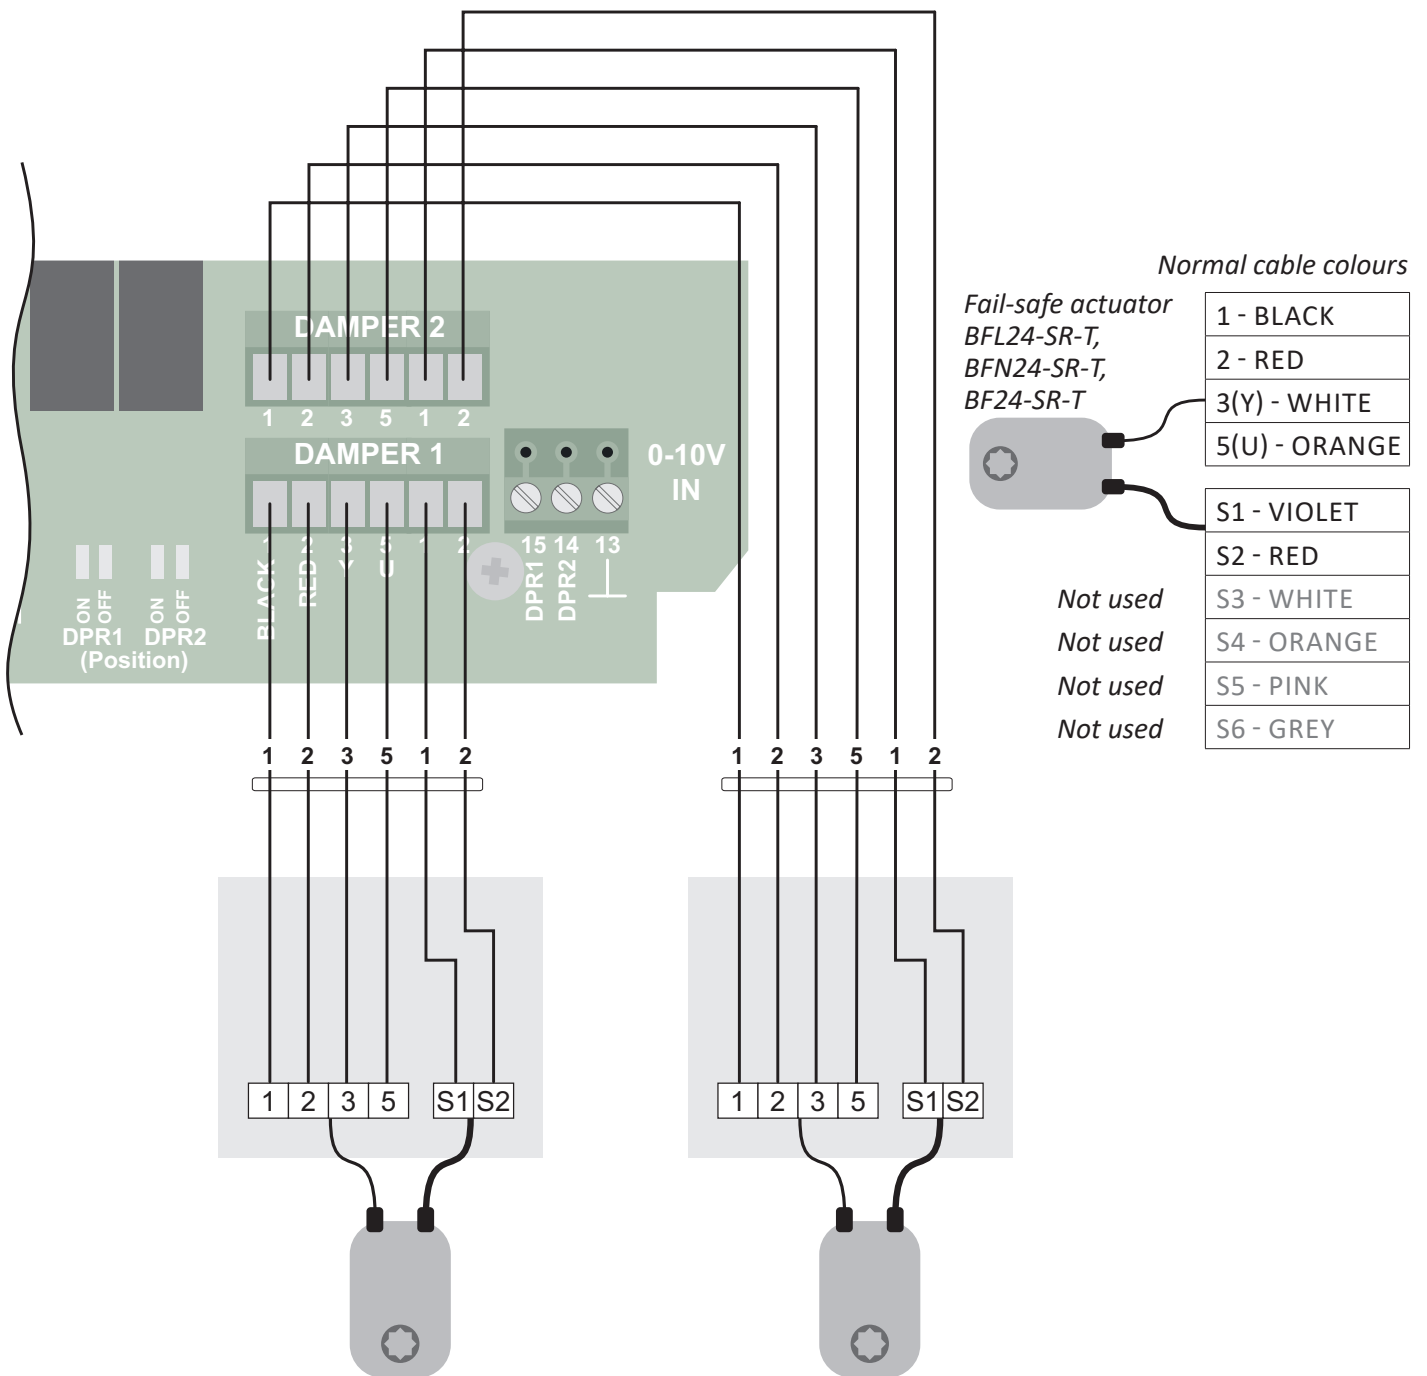 Normal cable colours
Fail-safe actuator
BFL24-SR-T,
BFN24-SR-T,
BF24-SR-T
1 - BLACK
2 - RED
3(Y) - WHITE
5(U) - ORANGE
S1 - VIOLET
S2 - RED
Not used S3 - WHITE
Not used S4 - ORANGE
Not used S5 - PINK
Not used S6 - GREY
DAMPER 2
1 2 3 5 1 2
DAMPER 1
0-10V
IN
1 2 3 5 1 2
BLACK RED Y U
15 14 13
DPR1 DPR2
ON OFF ON OFF
DPR1 DPR2
(Position)
1 2 3 5 1 2
1 2 3 5 1 2
1 2 3 5 S1 S2
1 2 3 5 S1 S2